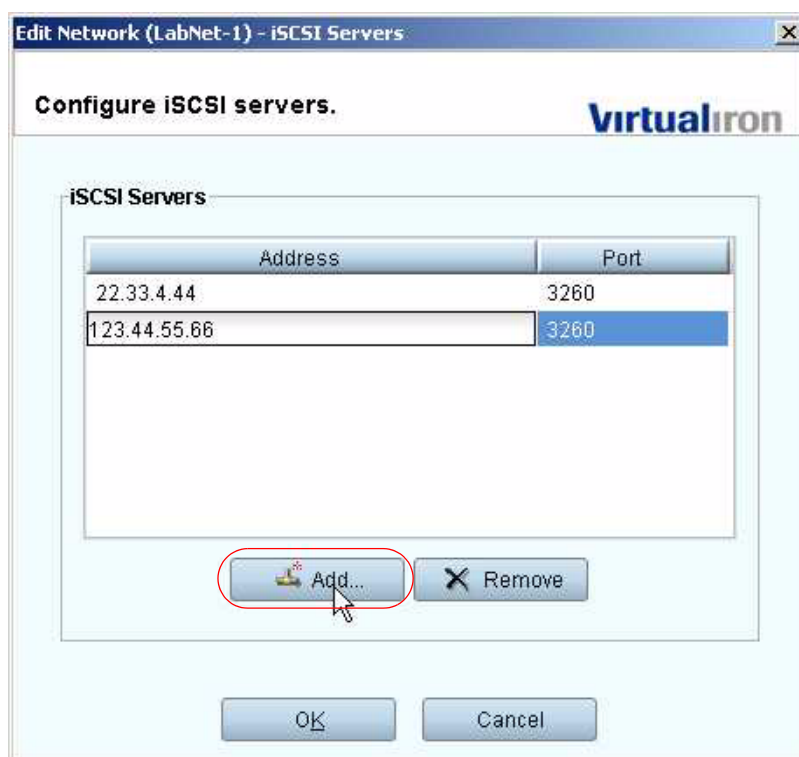 Edit Network (LabNet-1) - iSCSI Servers
Configure iSCSI servers.
VIrtualıron
iSCSI Servers
Address Port
22.33.4.44 3260
123.44.55.66 3260
Add... Remove
OK Cancel